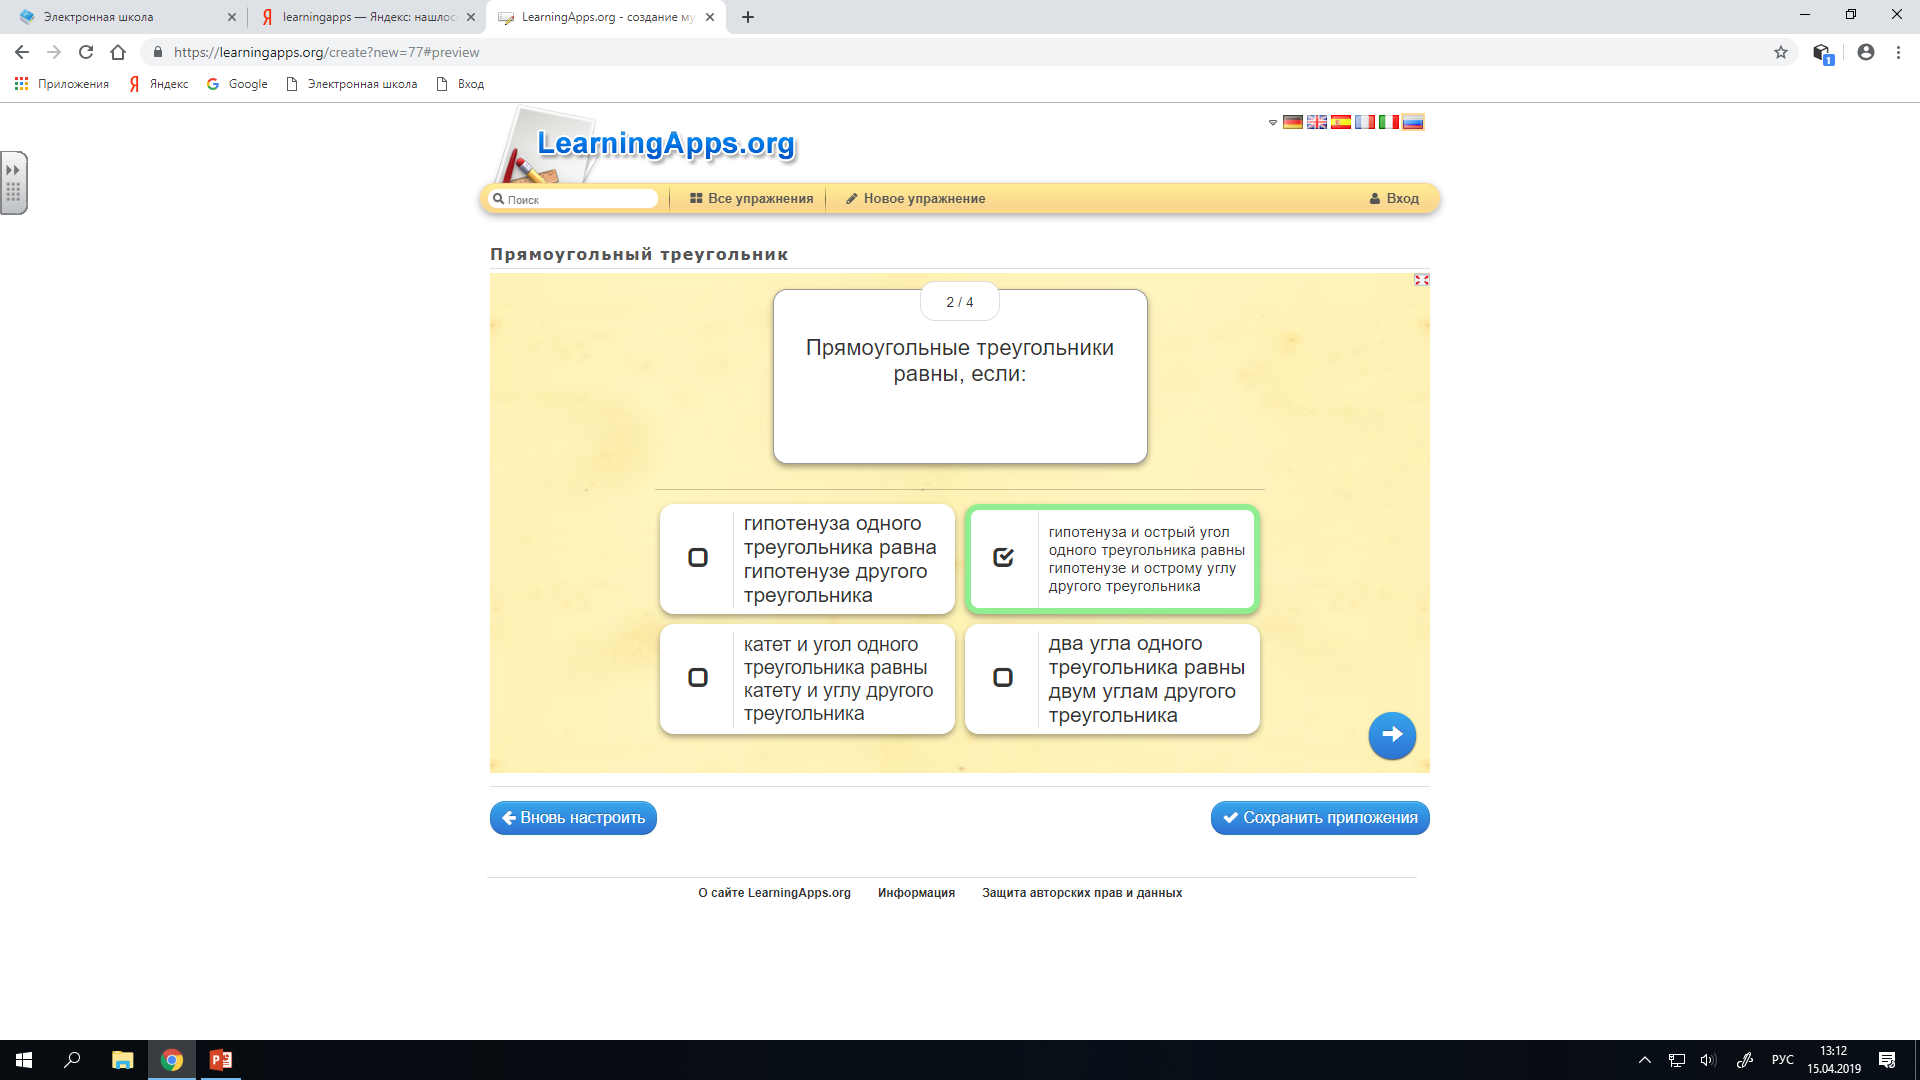 Электронная школа
learningapps — Яндекс: нашлос
LearningApps.org - создание му
https://learningapps.org/create?new=77#preview
1
Приложения
Яндекс
Google
Электронная школа
Вход
LearningApps.org
Поиск
Все упражнения
Новое упражнение
Вход
Прямоугольный треугольник
2 / 4
Прямоугольные треугольники
равны, если:
гипотенуза одного
треугольника равна
гипотенузе другого
треугольника
гипотенуза и острый угол
одного треугольника равны
гипотенузе и острому углу
другого треугольника
катет и угол одного
треугольника равны
катету и углу другого
треугольника
два угла одного
треугольника равны
двум углам другого
треугольника
Вновь настроить
Сохранить приложения
О сайте LearningApps.org
Информация
Защита авторских прав и данных
РУС
13:12
15.04.2019